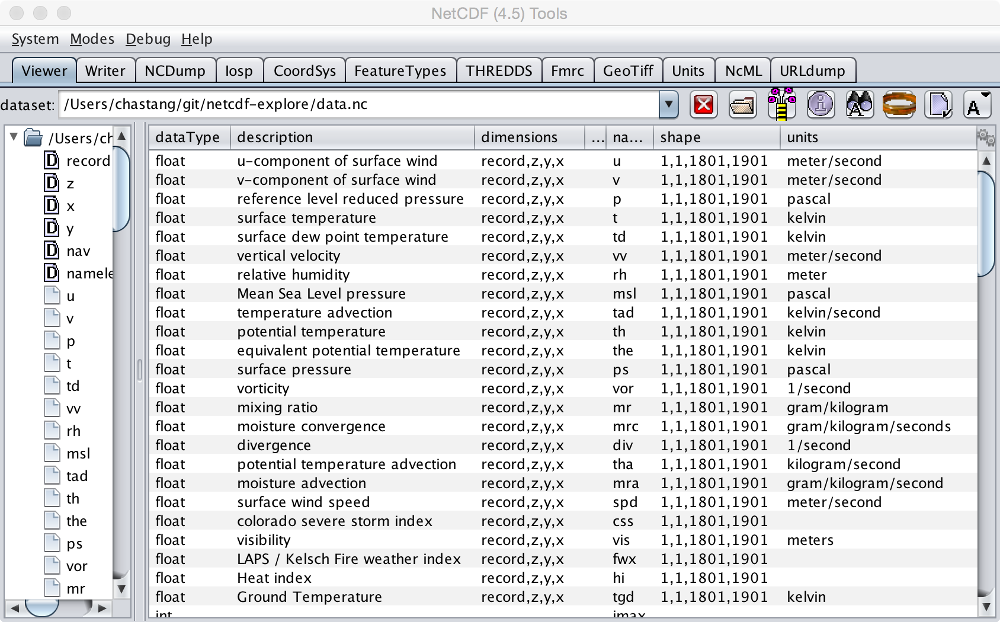 NetCDF (4.5) Tools
System Modes Debug Help
Viewer Writer NCDump Iosp CoordSys FeatureTypes THREDDS Fmrc GeoTiff Units NcML URLdump
dataset: /Users/chastang/git/netcdf-explore/data.nc
/Users/ch
record
z
x
y
nav
namele
u
v
p
t
td
vv
rh
msl
tad
th
the
ps
vor
mr
dataType description dimensions ... na... shape units
float u-component of surface wind record,z,y,x u 1,1,1801,1901 meter/second
float v-component of surface wind record,z,y,x v 1,1,1801,1901 meter/second
float reference level reduced pressure record,z,y,x p 1,1,1801,1901 pascal
float surface temperature record,z,y,x t 1,1,1801,1901 kelvin
float surface dew point temperature record,z,y,x td 1,1,1801,1901 kelvin
float vertical velocity record,z,y,x vv 1,1,1801,1901 meter/second
float relative humidity record,z,y,x rh 1,1,1801,1901 meter
float Mean Sea Level pressure record,z,y,x msl 1,1,1801,1901 pascal
float temperature advection record,z,y,x tad 1,1,1801,1901 kelvin/second
float potential temperature record,z,y,x th 1,1,1801,1901 kelvin
float equivalent potential temperature record,z,y,x the 1,1,1801,1901 kelvin
float surface pressure record,z,y,x ps 1,1,1801,1901 pascal
float vorticity record,z,y,x vor 1,1,1801,1901 1/second
float mixing ratio record,z,y,x mr 1,1,1801,1901 gram/kilogram
float moisture convergence record,z,y,x mrc 1,1,1801,1901 gram/kilogram/seconds
float divergence record,z,y,x div 1,1,1801,1901 1/second
float potential temperature advection record,z,y,x tha 1,1,1801,1901 kilogram/second
float moisture advection record,z,y,x mra 1,1,1801,1901 gram/kilogram/second
float surface wind speed record,z,y,x spd 1,1,1801,1901 meter/second
float colorado severe storm index record,z,y,x css 1,1,1801,1901
float visibility record,z,y,x vis 1,1,1801,1901 meters
float LAPS / Kelsch Fire weather index record,z,y,x fwx 1,1,1801,1901
float Heat index record,z,y,x hi 1,1,1801,1901
float Ground Temperature record,z,y,x tgd 1,1,1801,1901 kelvin
int imax